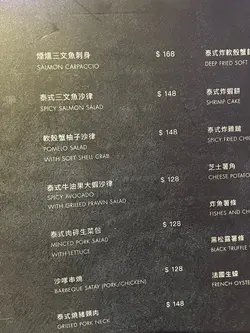 煙燻三文魚刺身 $ 168
SALMON CARPACCIO
泰式三文魚沙律 $ 148
SPICY SALMON SALAD
軟殼蟹柚子沙律 $ 148
POMELO SALAD
WITH SOFT SHELL CRAB
泰式牛油果大蝦沙律 $ 128
SPICY AVOCADO
WITH GRILLED PRAWN SALAD
泰式肉碎生菜包 $ 128
MINCED PORK SALAD
WITH LETTUCE
沙嗲串燒 $ 128
BARBEQUE SATAY (PORK/CHICKEN)
泰式燒豬頸肉 $ 148
GRILLED PORK NECK
泰式炸軟殼蟹
DEEP FRIED SOFT
泰式炸蝦餅
SHRIMP CAKE
泰式炸雞
SPICY FRIED CHIC
芝士薯角
CHEESE POTATO
炸魚薯條
FISHES AND
黑松露薯條
BLACK TRUFFLE
法國生蠔
FRENCH OYSTE